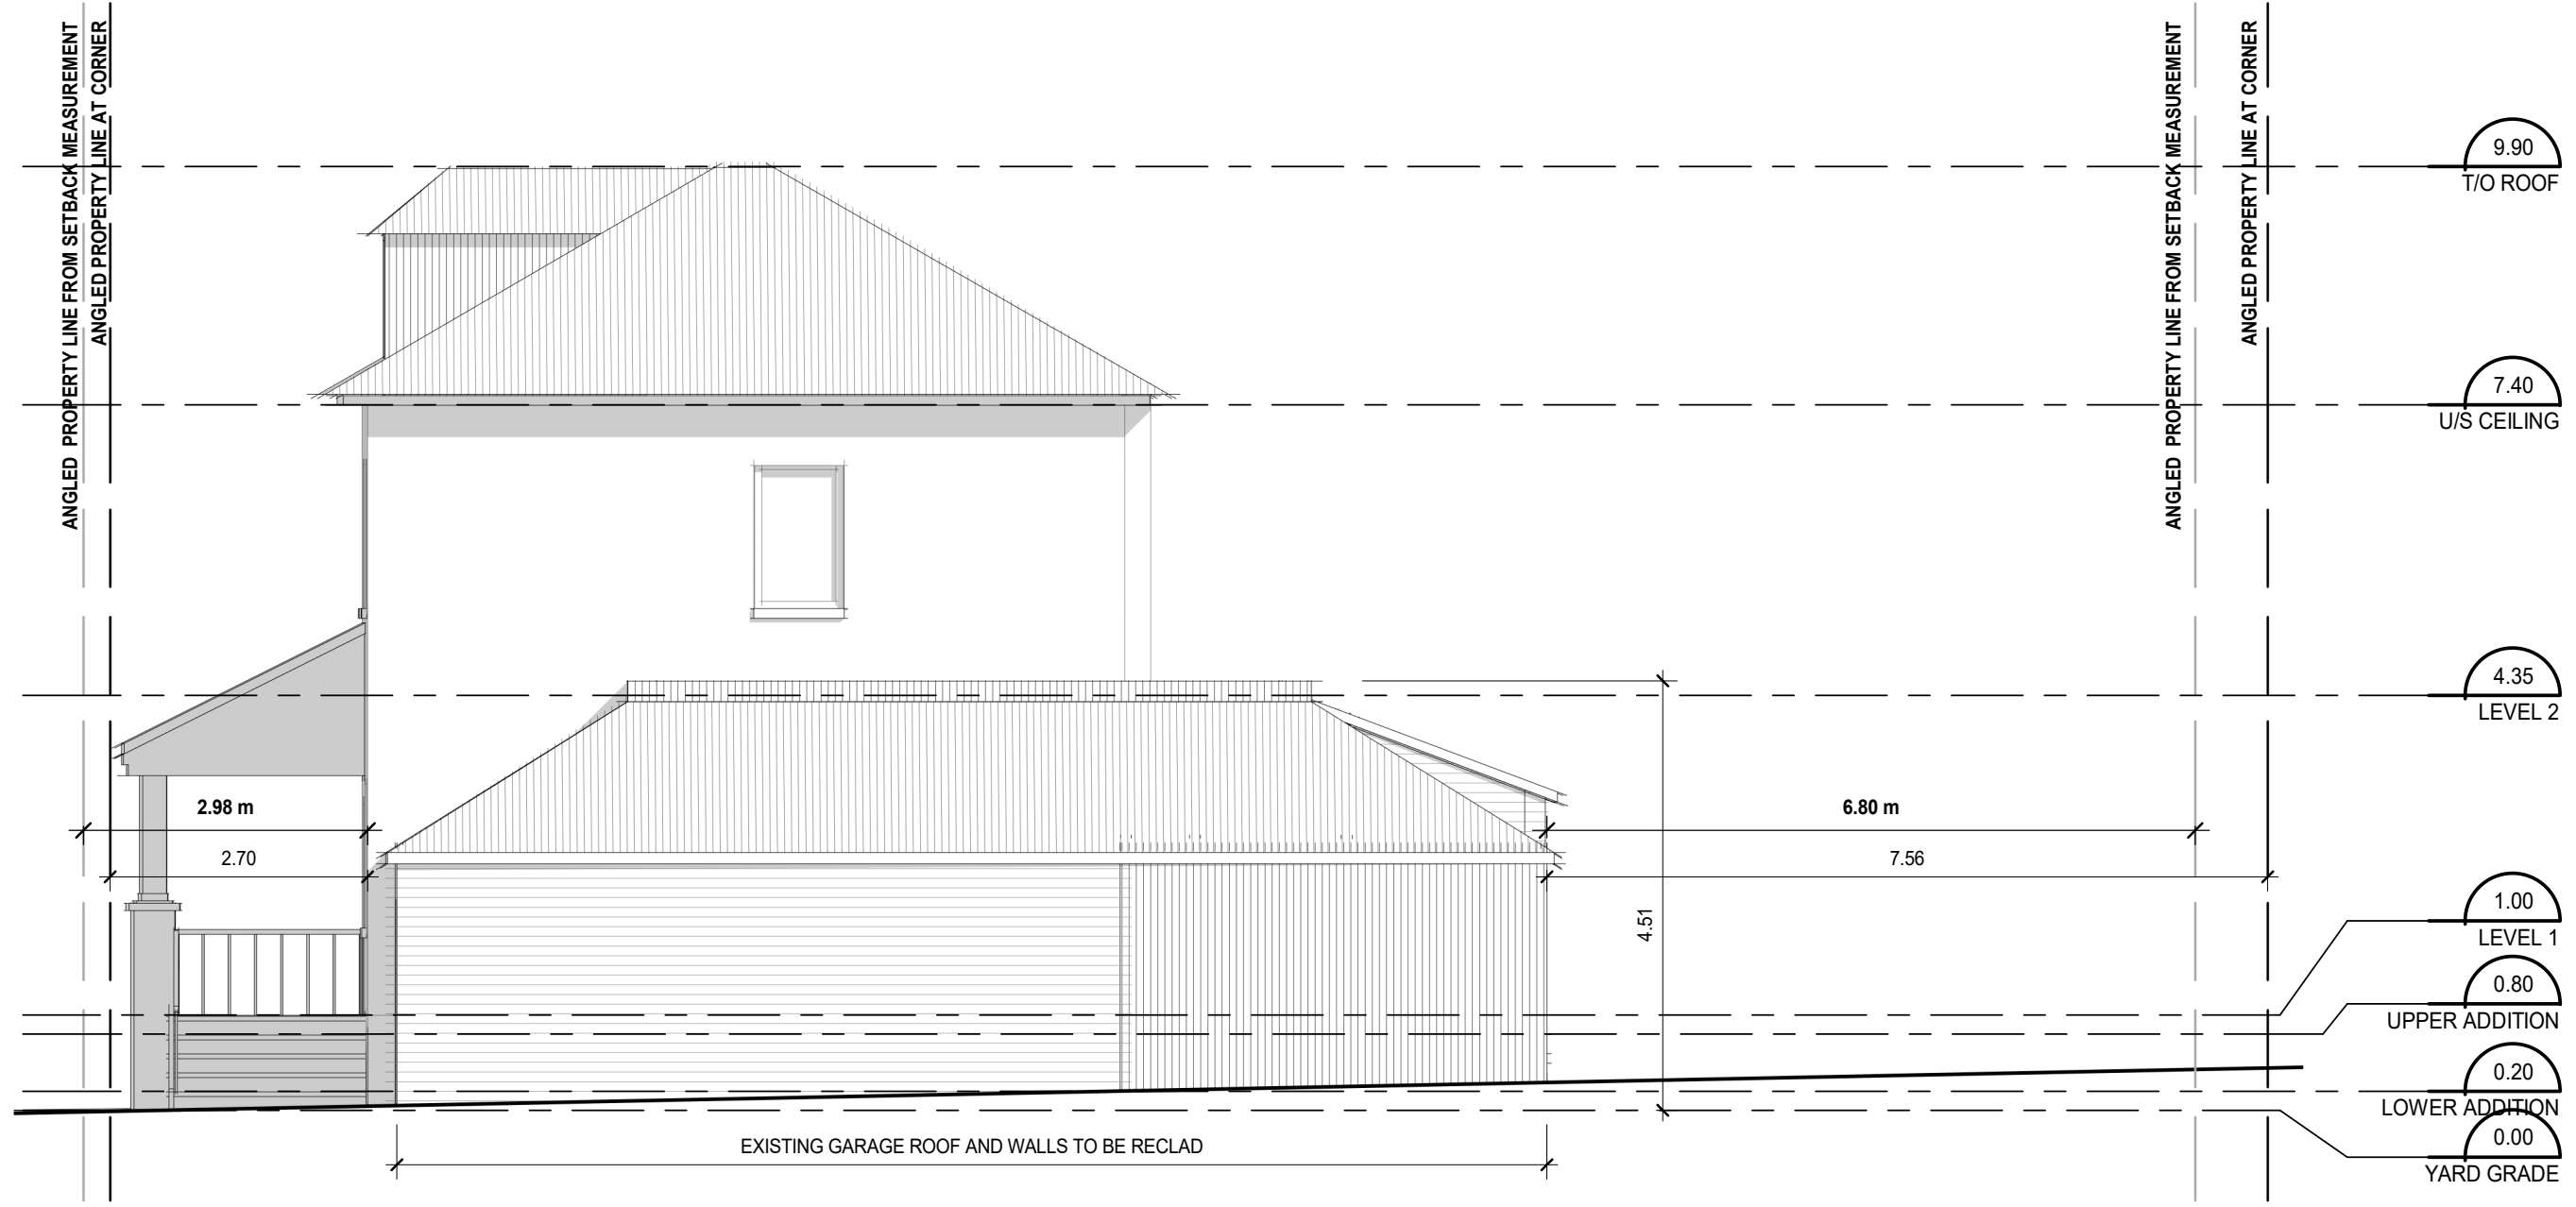 ANGLED PROPERTY LINE FROM SETBACK MEASUREMENT
ANGLED PROPERTY LINE AT CORNER
ANGLED PROPERTY LINE FROM SETBACK MEASUREMENT
ANGLED PROPERTY LINE AT CORNER
9.90
T/O ROOF
7.40
U/S CEILING
4.35
LEVEL 2
2.98 m
2.70
6.80 m
7.56
4.51
1.00
LEVEL 1
0.80
UPPER ADDITION
0.20
LOWER ADDITION
0.00
YARD GRADE
EXISTING GARAGE ROOF AND WALLS TO BE RECLAD